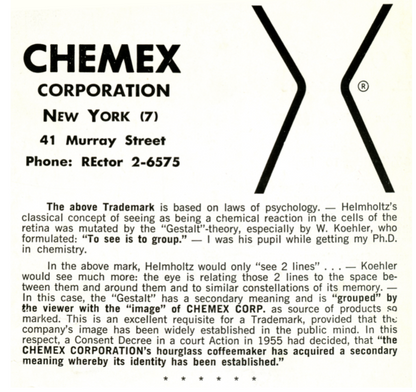 CHEMEX
CORPORATION
NEW YORK (7)
41 Murray Street
Phone: REctor 2-6575
®
The above Trademark is based on laws of psychology. — Helmholtz's
classical concept of seeing as being a chemical reaction in the cells of the
retina was mutated by the "Gestalt"-theory, especially by W. Koehler, who
formulated: "To see is to group." — I was his pupil while getting my Ph.D.
in chemistry.
In the above mark, Helmholtz would only "see 2 lines" . . . — Koehler
would see much more: the eye is relating those 2 lines to the space be-
tween them and around them and to similar constellations of its memory. —
In this case, the "Gestalt" has a secondary meaning and is "grouped" by
the viewer with the "image" of CHEMEX CORP. as source of products so
marked. This is an excellent requisite for a Trademark, provided that the
company's image has been widely established in the public mind. In this
respect, a Consent Decree in a court Action in 1955 had decided, that "the
CHEMEX CORPORATION'S hourglass coffeemaker has acquired a secondary
meaning whereby its identity has been established."
* * * * * *